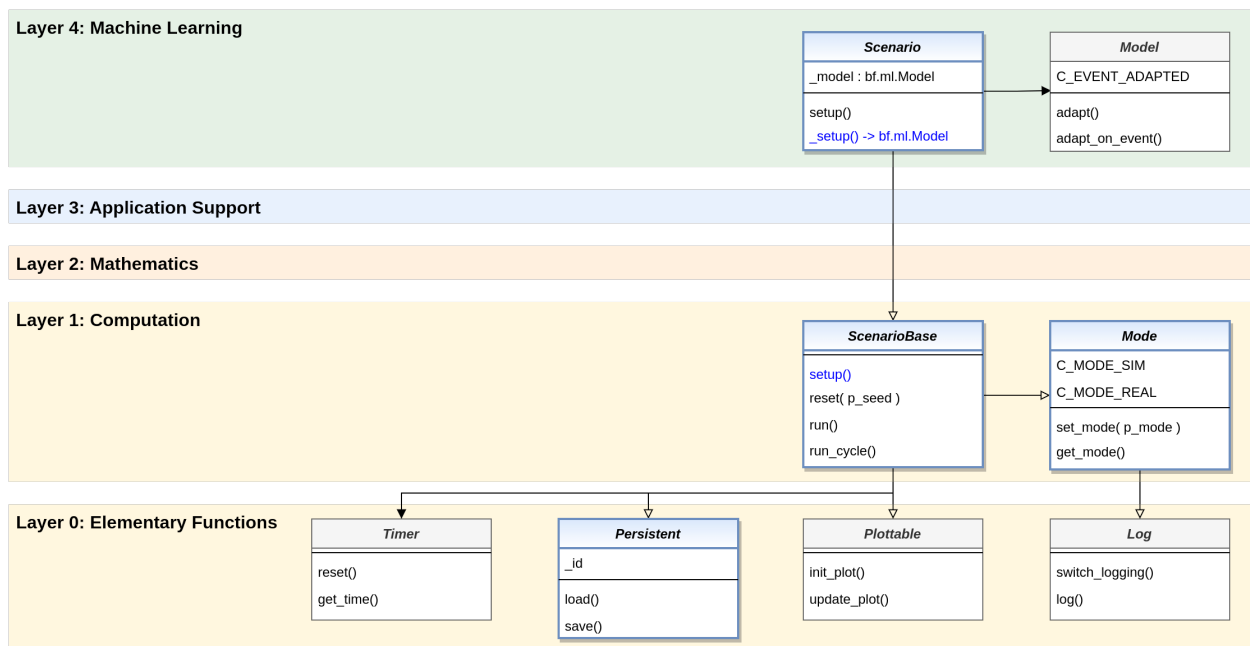 Layer 4: Machine Learning
Scenario
_model : bf.ml.Model
setup()
_setup() -> bf.ml.Model
Model
C_EVENT_ADAPTED
adapt()
adapt_on_event()
Layer 3: Application Support
Layer 2: Mathematics
Layer 1: Computation
ScenarioBase
setup()
reset( p_seed )
run()
run_cycle()
Mode
C_MODE_SIM
C_MODE_REAL
set_mode( p_mode )
get_mode()
Layer 0: Elementary Functions
Timer
reset()
get_time()
Persistent
_id
load()
save()
Plottable
init_plot()
update_plot()
Log
switch_logging()
log()